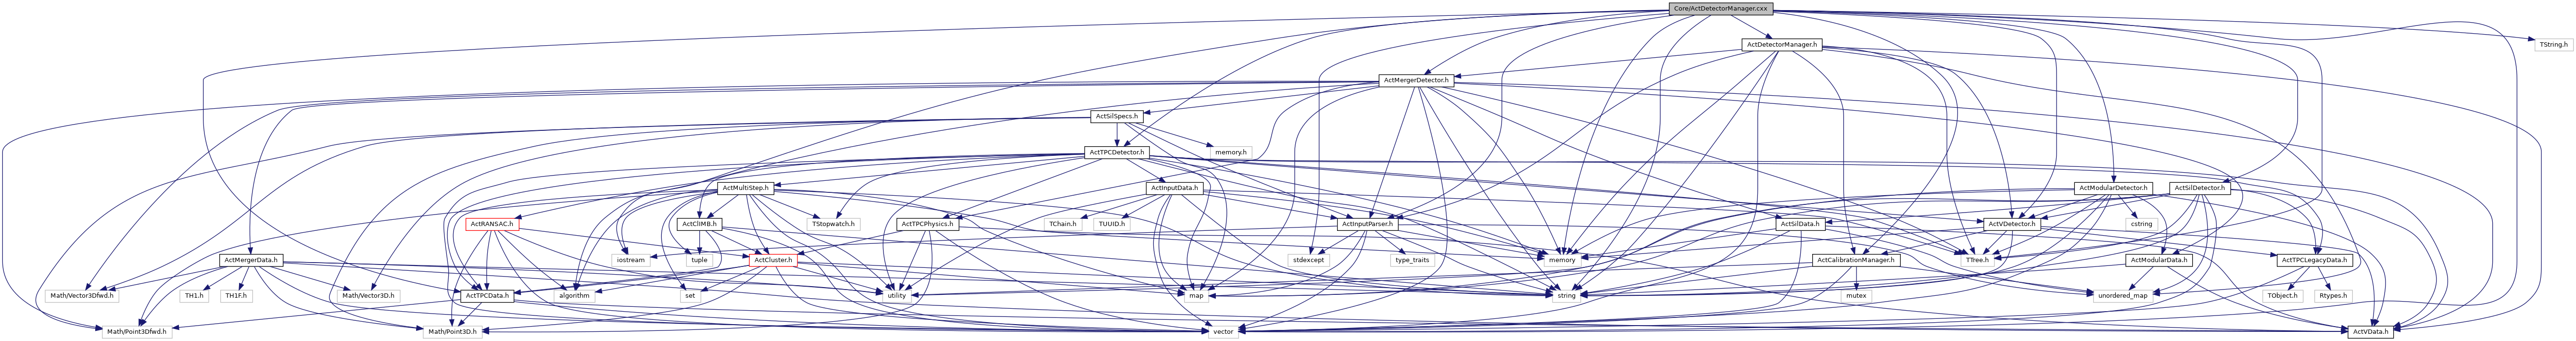 Core/ActDetectorManager.cxx
ActDetectorManager.h
TString.h
ActMergerDetector.h
ActSilSpecs.h
ActTPCDetector.h
memory.h
ActMultiStep.h
ActInputData.h
ActModularDetector.h
ActSilDetector.h
ActRANSAC.h
ActClIMB.h
TStopwatch.h
ActTPCPhysics.h
TChain.h
TUUID.h
ActInputParser.h
ActSilData.h
ActVDetector.h
cstring
ActMergerData.h
iostream
tuple
ActCluster.h
stdexcept
type_traits
memory
ActCalibrationManager.h
TTree.h
ActModularData.h
ActTPCLegacyData.h
Math/Vector3Dfwd.h
TH1.h
TH1F.h
Math/Vector3D.h
ActTPCData.h
algorithm
set
utility
map
string
mutex
unordered_map
TObject.h
Rtypes.h
Math/Point3Dfwd.h
Math/Point3D.h
vector
ActVData.h